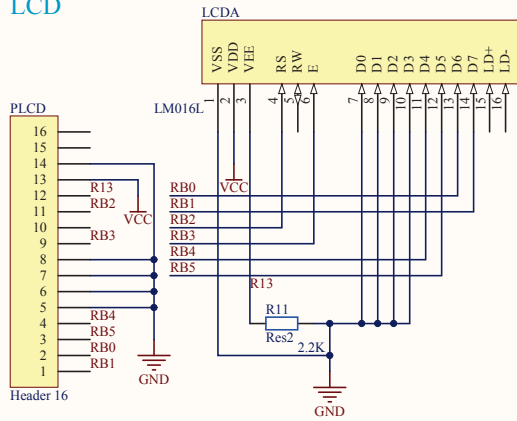 LCD
LCDA
VSS VDD VEE RS RW E D0 D1 D2 D3 D4 D5 D6 D7 LD+ LD-
1 2 3 4 5 6 7 8 9 10 11 12 13 14 15 16
LM016L
PLCD
16
15
14
13
12 R13
11 RB2
10
9 RB3
8
7
6
5
4 RB4
3 RB5
2 RB0
1 RB1
Header 16
VCC
GND
VCC
RB0
RB1
RB2
RB3
RB4
RB5
R13
R11
Res2
2.2K
GND